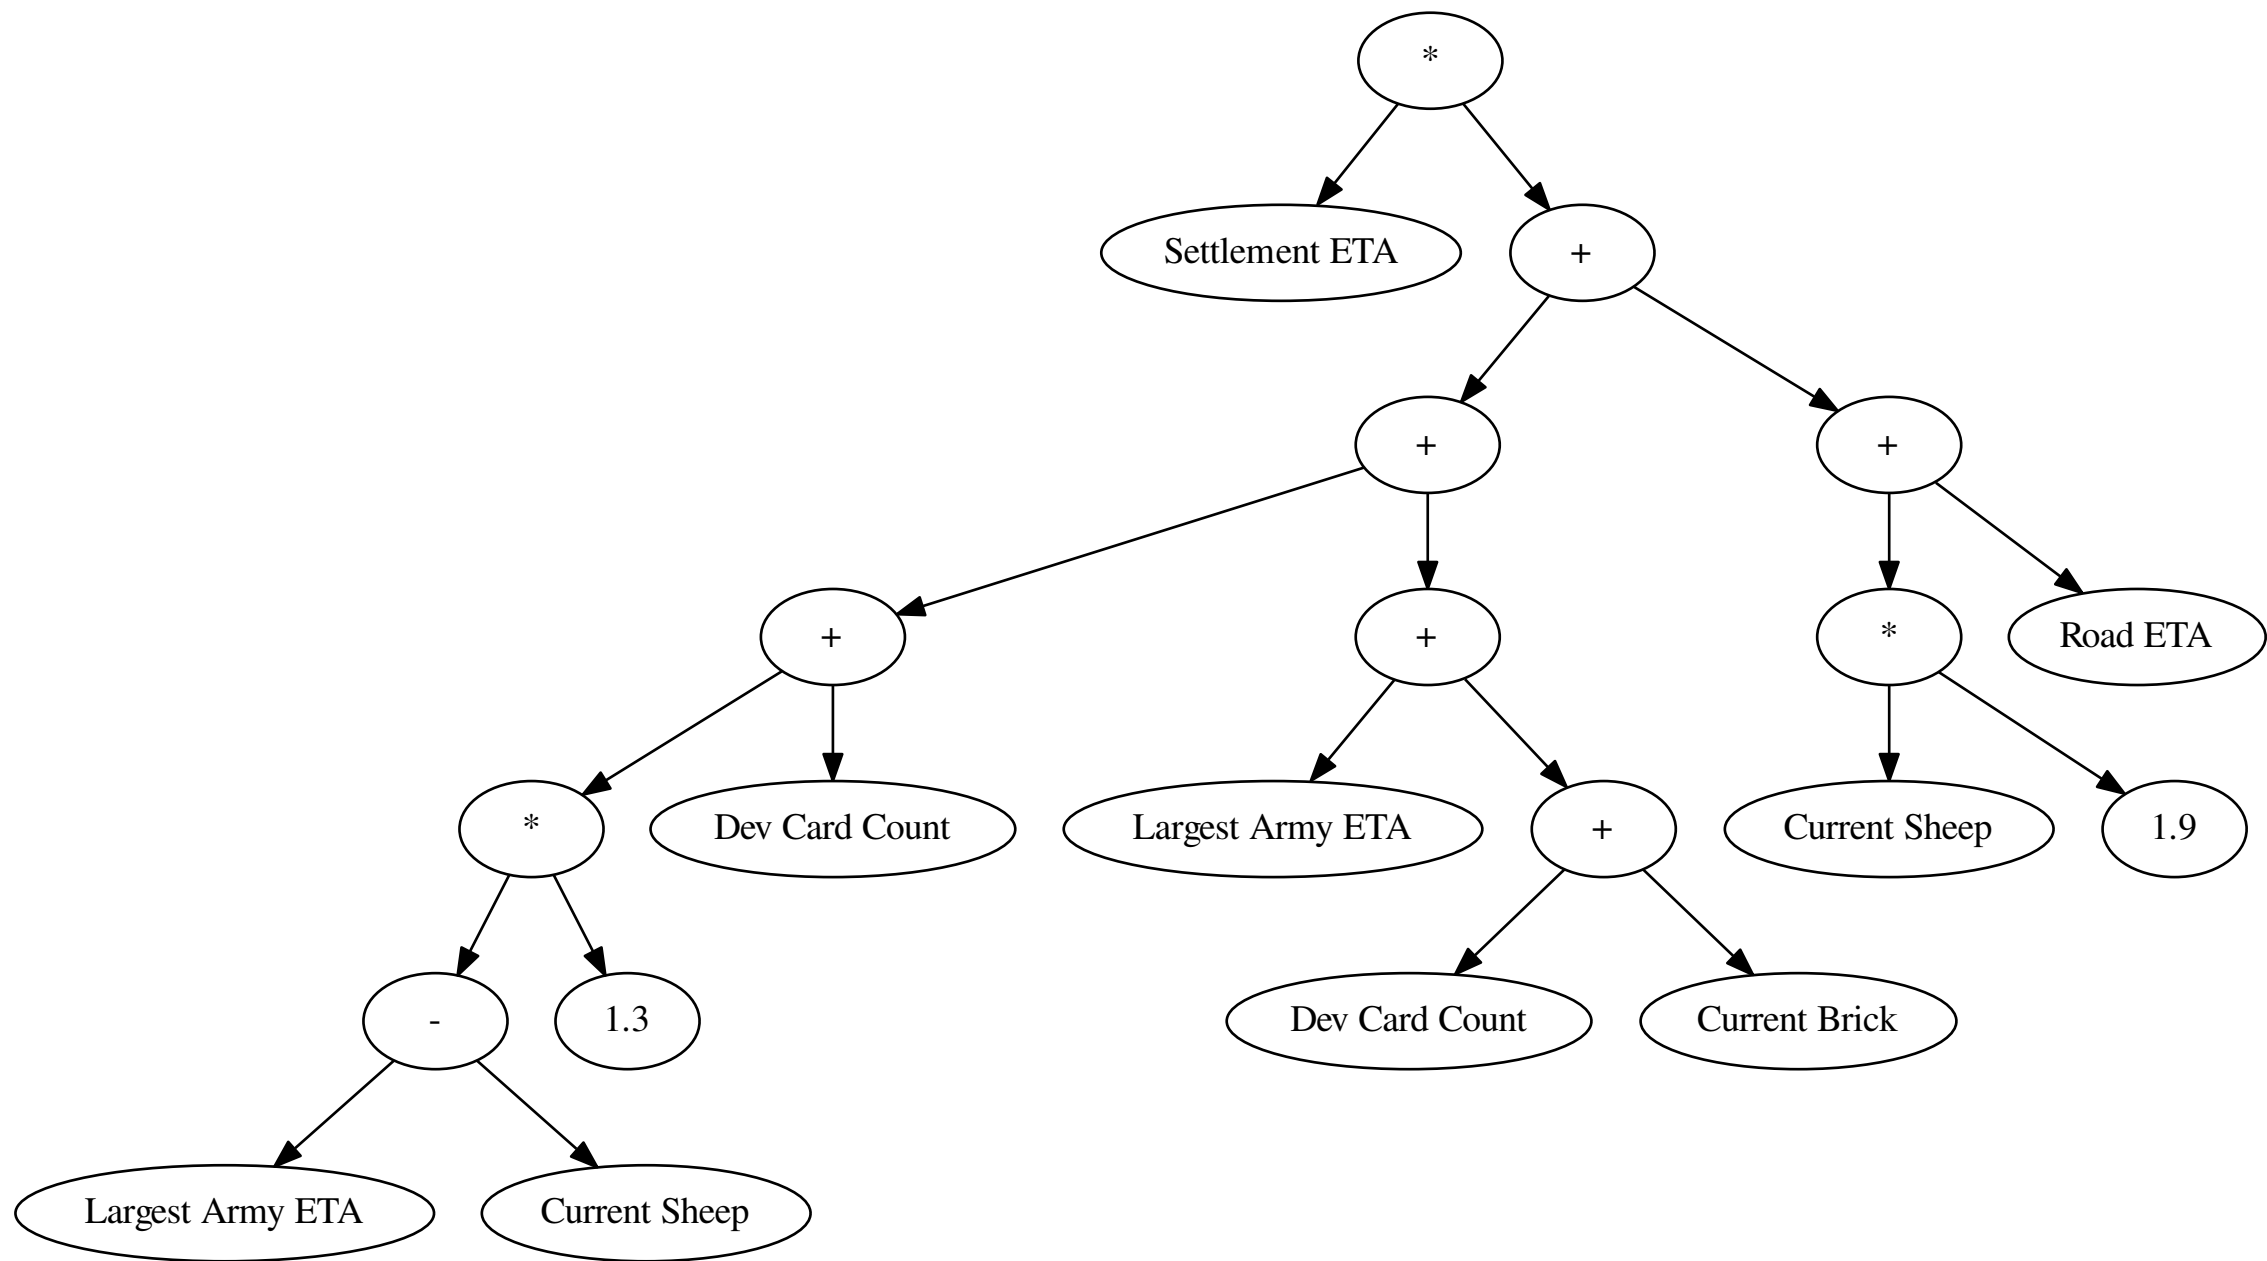 *
Settlement ETA
+
+
+
+
+
*
Road ETA
*
Dev Card Count
Largest Army ETA
+
Current Sheep
1.9
-
1.3
Dev Card Count
Current Brick
Largest Army ETA
Current Sheep